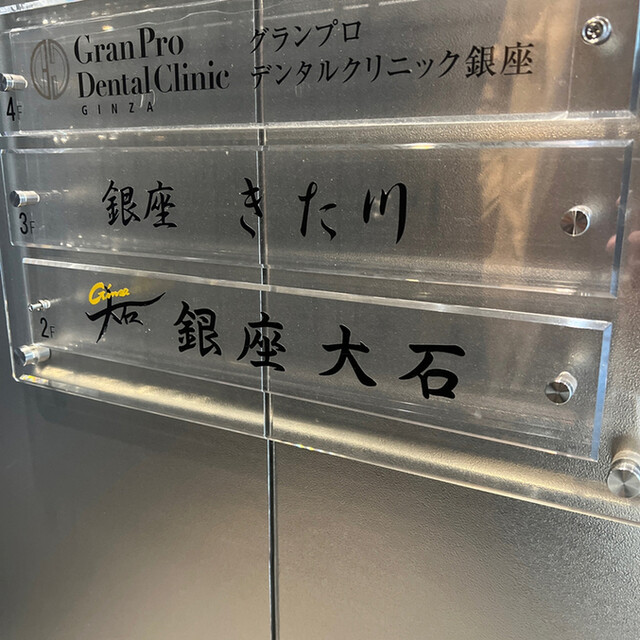 Gran Pro
Dental Clinic
GINZA
グランプロ
デンタルクリニック銀座
4F
銀座 きた川
3F
Ginza
大石
銀座大石
2F